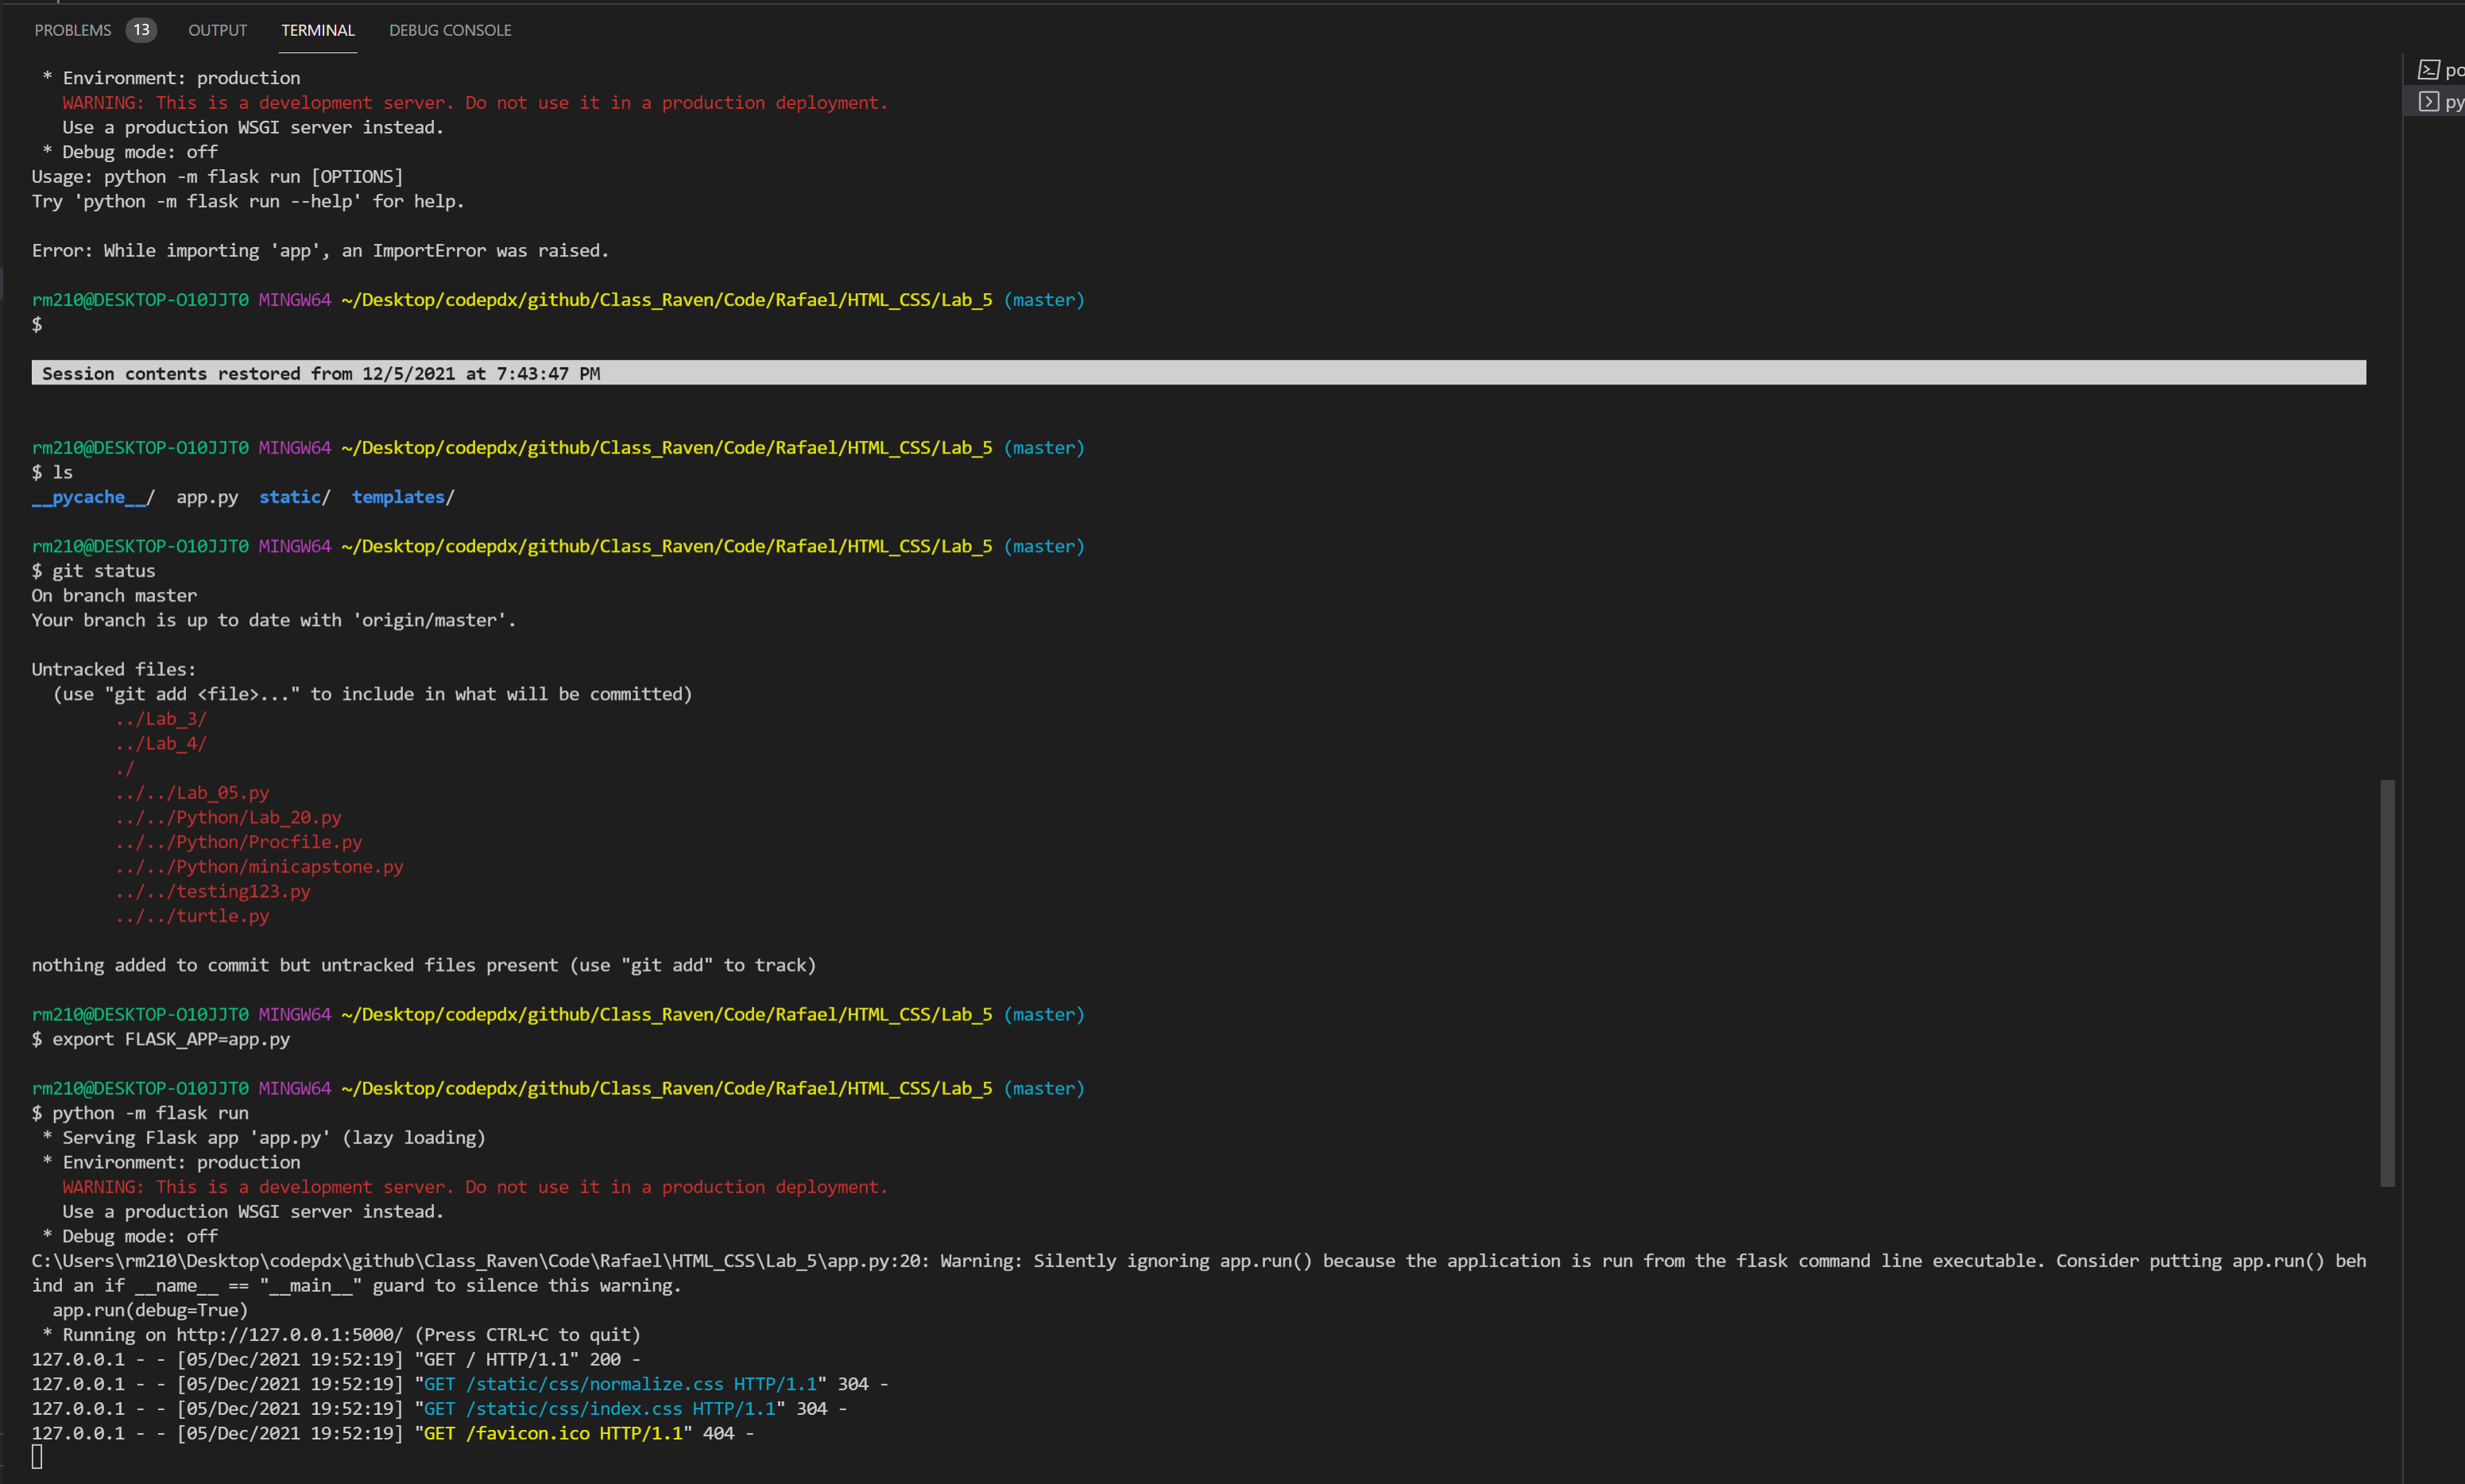 PROBLEMS 13 OUTPUT TERMINAL DEBUG CONSOLE
* Environment: production
WARNING: This is a development server. Do not use it in a production deployment.
Use a production WSGI server instead.
* Debug mode: off
Usage: python -m flask run [OPTIONS]
Try 'python -m flask run --help' for help.
Error: While importing 'app', an ImportError was raised.
rm210@DESKTOP-O10JJT0 MINGW64 ~/Desktop/codepdx/github/Class_Raven/Code/Rafael/HTML_CSS/Lab_5 (master)
$
Session contents restored from 12/5/2021 at 7:43:47 PM
rm210@DESKTOP-O10JJT0 MINGW64 ~/Desktop/codepdx/github/Class_Raven/Code/Rafael/HTML_CSS/Lab_5 (master)
$ ls
__pycache__/  app.py  static/  templates/
rm210@DESKTOP-O10JJT0 MINGW64 ~/Desktop/codepdx/github/Class_Raven/Code/Rafael/HTML_CSS/Lab_5 (master)
$ git status
On branch master
Your branch is up to date with 'origin/master'.
Untracked files:
(use "git add <file>..." to include in what will be committed)
../Lab_3/
../Lab_4/
./
../../Lab_05.py
../../Python/Lab_20.py
../../Python/Procfile.py
../../Python/minicapstone.py
../../testing123.py
../../turtle.py
nothing added to commit but untracked files present (use "git add" to track)
rm210@DESKTOP-O10JJT0 MINGW64 ~/Desktop/codepdx/github/Class_Raven/Code/Rafael/HTML_CSS/Lab_5 (master)
$ export FLASK_APP=app.py
rm210@DESKTOP-O10JJT0 MINGW64 ~/Desktop/codepdx/github/Class_Raven/Code/Rafael/HTML_CSS/Lab_5 (master)
$ python -m flask run
* Serving Flask app 'app.py' (lazy loading)
* Environment: production
WARNING: This is a development server. Do not use it in a production deployment.
Use a production WSGI server instead.
* Debug mode: off
C:\Users\rm210\Desktop\codepdx\github\Class_Raven\Code\Rafael\HTML_CSS\Lab_5\app.py:20: Warning: Silently ignoring app.run() because the application is run from the flask command line executable. Consider putting app.run() beh
ind an if __name__ == "__main__" guard to silence this warning.
app.run(debug=True)
* Running on http://127.0.0.1:5000/ (Press CTRL+C to quit)
127.0.0.1 - - [05/Dec/2021 19:52:19] "GET / HTTP/1.1" 200 -
127.0.0.1 - - [05/Dec/2021 19:52:19] "GET /static/css/normalize.css HTTP/1.1" 304 -
127.0.0.1 - - [05/Dec/2021 19:52:19] "GET /static/css/index.css HTTP/1.1" 304 -
127.0.0.1 - - [05/Dec/2021 19:52:19] "GET /favicon.ico HTTP/1.1" 404 -
po
py